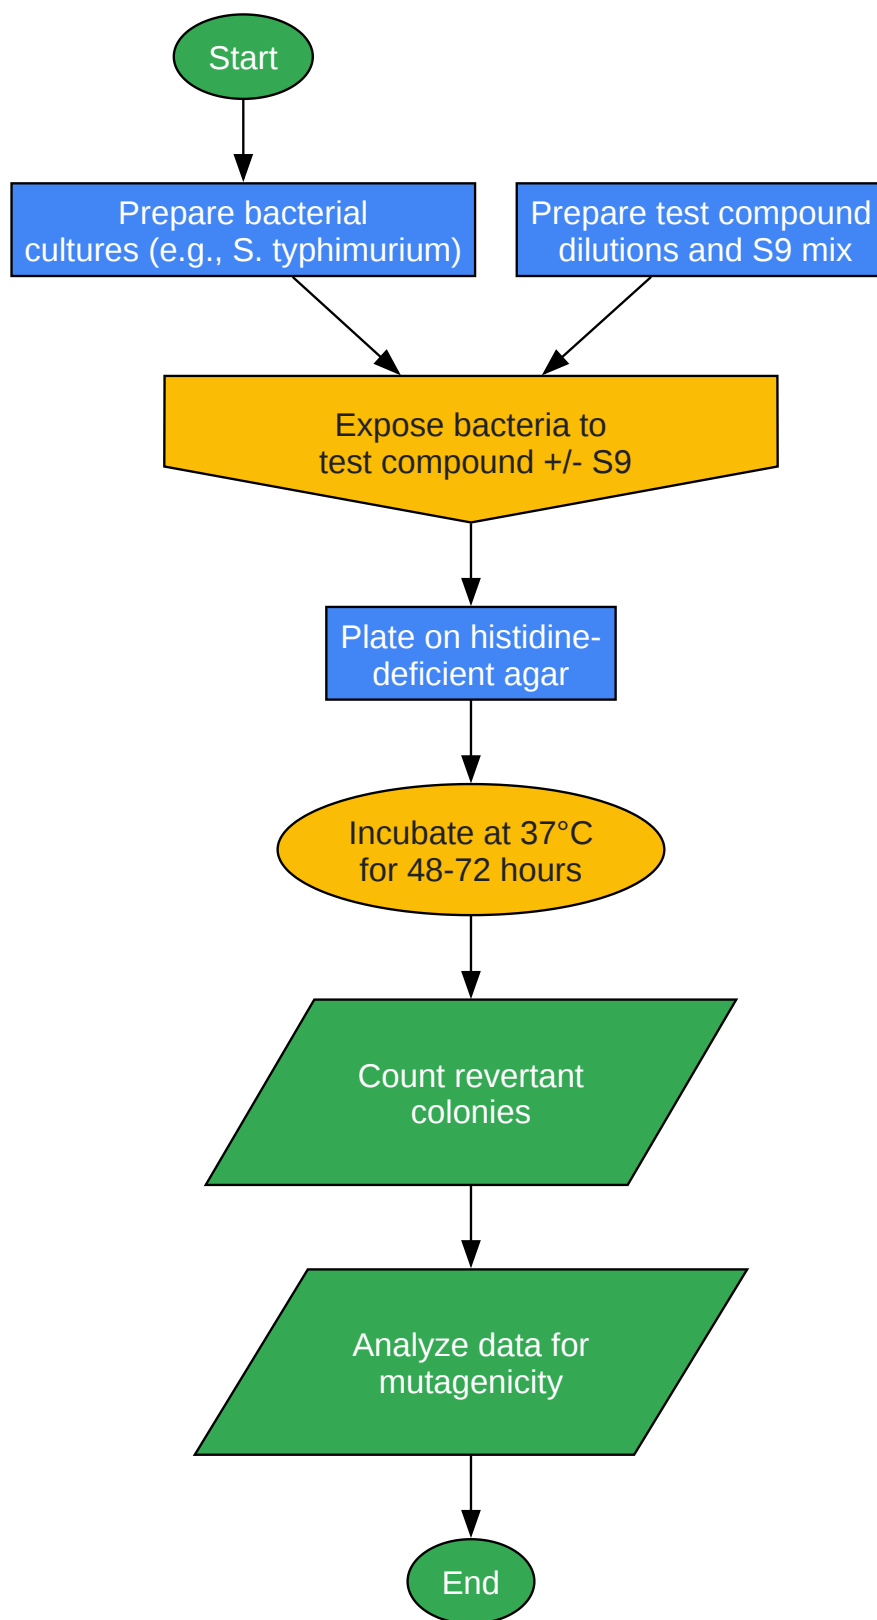 Start
Prepare bacterial
cultures (e.g., S. typhimurium)
Prepare test compound
dilutions and S9 mix
Expose bacteria to
test compound +/- S9
Plate on histidine-
deficient agar
Incubate at 37°C
for 48-72 hours
Count revertant
colonies
Analyze data for
mutagenicity
End